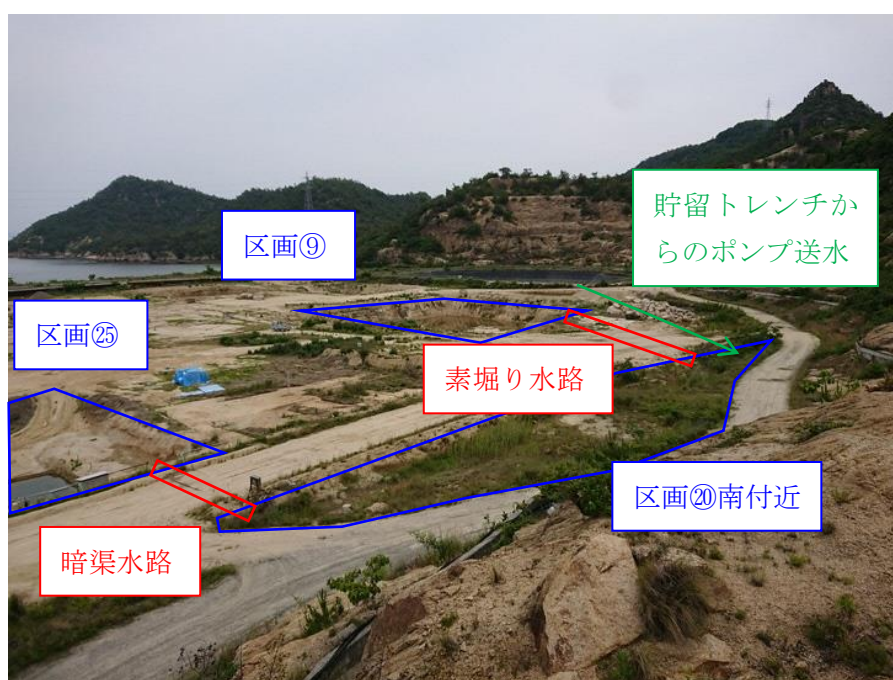 貯留トレンチか
らのポンプ送水
区画⑨
区画㉕
素堀り水路
区画⑳南付近
暗渠水路